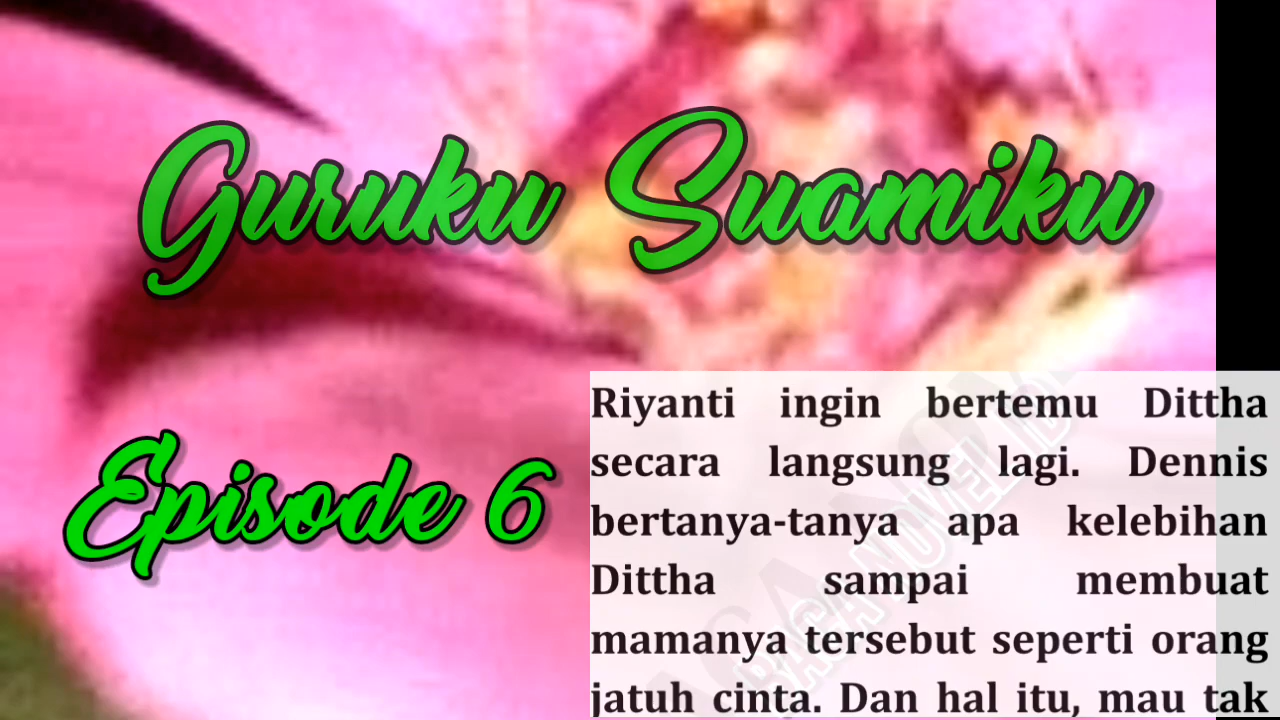 Guruku Suamiku
Episode 6
Riyanti ingin bertemu Dittha
secara langsung lagi. Dennis
bertanya-tanya apa kelebihan
Dittha sampai membuat
mamanya tersebut seperti orang
jatuh cinta. Dan hal itu, mau tak